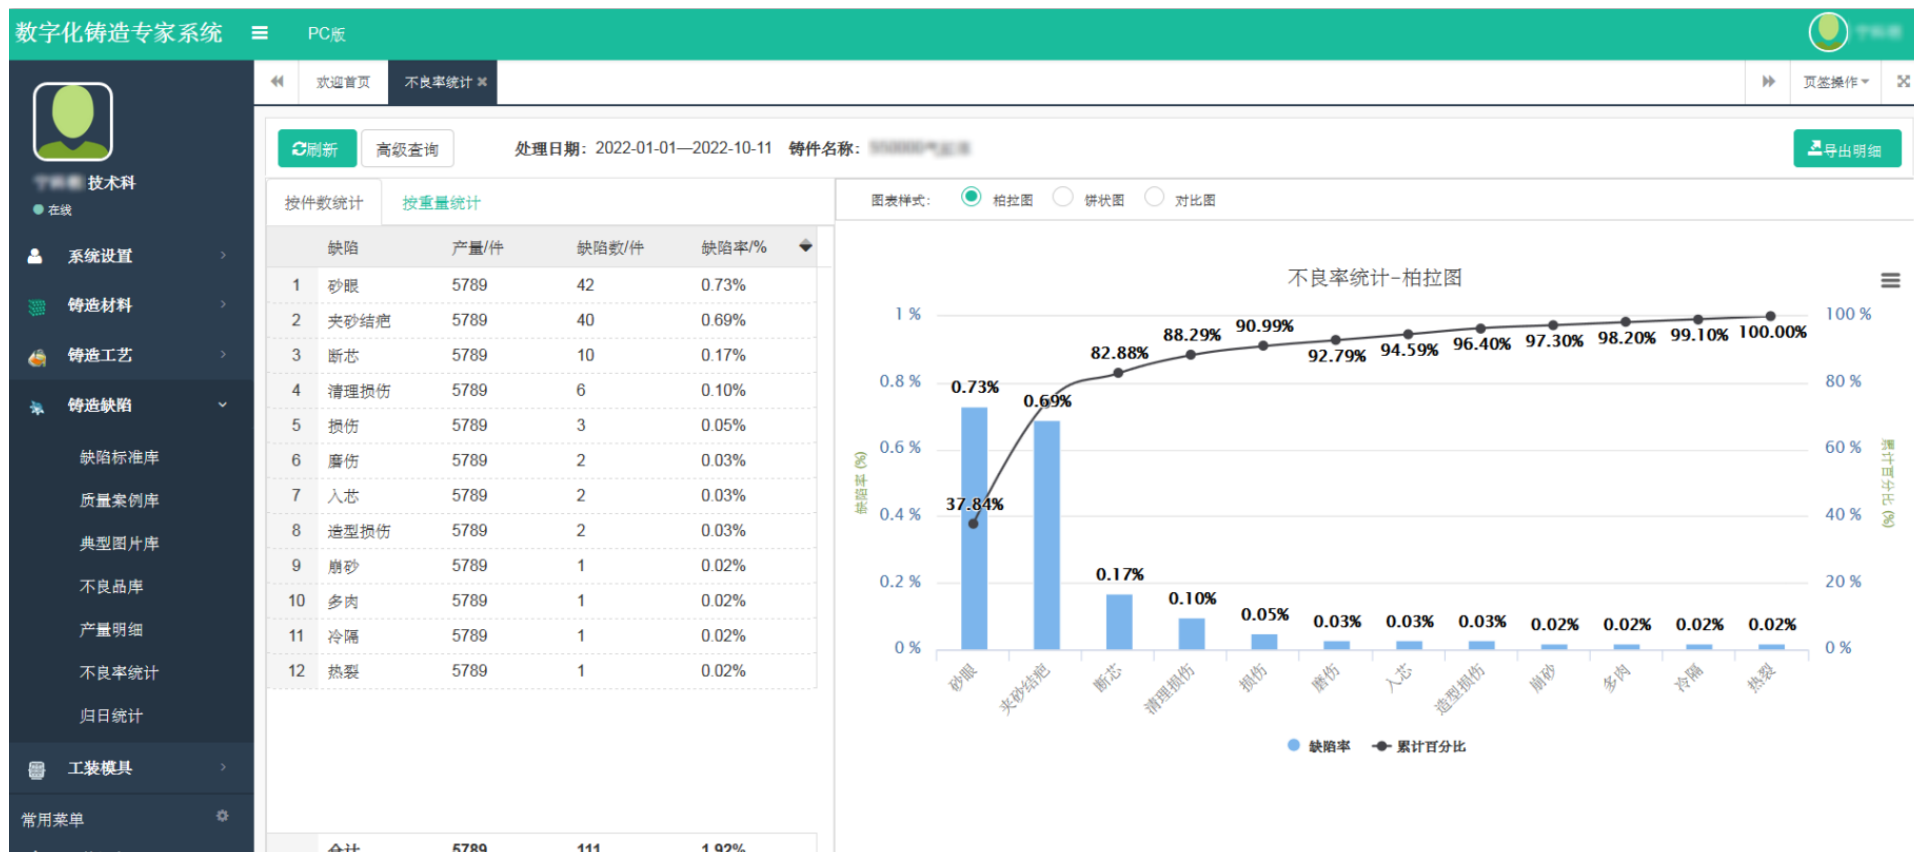 数字化铸造专家系统 PC版
欢迎首页 不良率统计 页签操作
刷新 高级查询 处理日期：2022-01-01—2022-10-11 铸件名称：
导出明细
技术科
在线
系统设置
铸造材料
铸造工艺
铸造缺陷
缺陷标准库
质量案例库
典型图片库
不良品库
产量明细
不良率统计
归日统计
工装模具
常用菜单
按件数统计 按重量统计
缺陷 产量/件 缺陷数/件 缺陷率/%
1 砂眼 5789 42 0.73%
2 夹砂结疤 5789 40 0.69%
3 断芯 5789 10 0.17%
4 清理损伤 5789 6 0.10%
5 损伤 5789 3 0.05%
6 磨伤 5789 2 0.03%
7 入芯 5789 2 0.03%
8 造型损伤 5789 2 0.03%
9 崩砂 5789 1 0.02%
10 多肉 5789 1 0.02%
11 冷隔 5789 1 0.02%
12 热裂 5789 1 0.02%
合计 5789 111 1.92%
图表样式： 柏拉图 饼状图 对比图
不良率统计-柏拉图
1 %
0.8 %
0.6 %
0.4 %
0.2 %
0 %
缺陷率 (%)
100 %
80 %
60 %
40 %
20 %
0 %
累计百分比 (%)
37.84% 82.88% 88.29% 90.99% 92.79% 94.59% 96.40% 97.30% 98.20% 99.10% 100.00%
0.73% 0.69% 0.17% 0.10% 0.05% 0.03% 0.03% 0.03% 0.02% 0.02% 0.02% 0.02%
砂眼 夹砂结疤 断芯 清理损伤 损伤 磨伤 入芯 造型损伤 崩砂 多肉 冷隔 热裂
缺陷率 累计百分比